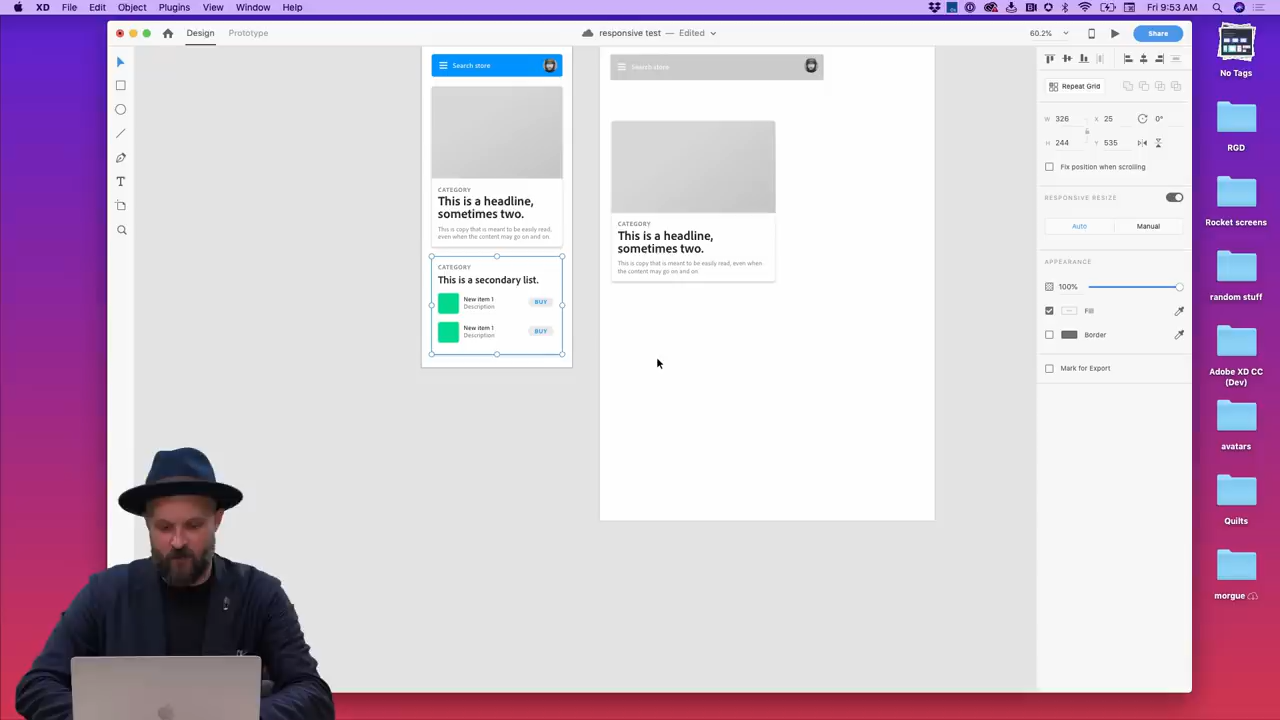 XD File Edit Object Plugins View Window Help
Fri 9:53 AM
Design Prototype
responsive test — Edited
60.2%
Share
Search store
CATEGORY
This is a headline,
sometimes two.
This is copy that is meant to be easily read,
even when the content may go on and on
CATEGORY
This is a secondary list.
New item 1
Description
BUY
New item 1
Description
BUY
Search store
CATEGORY
This is a headline,
sometimes two.
This is copy that is meant to be easily read, even when
the content may go on and on
Repeat Grid
W 326 X 25 0°
H 244 Y 535
Fix position when scrolling
RESPONSIVE RESIZE
Auto Manual
APPEARANCE
100%
Fill
Border
Mark for Export
No Tags
RGD
Rocket screens
random stuff
Adobe XD CC
(Dev)
avatars
Quilts
morgue